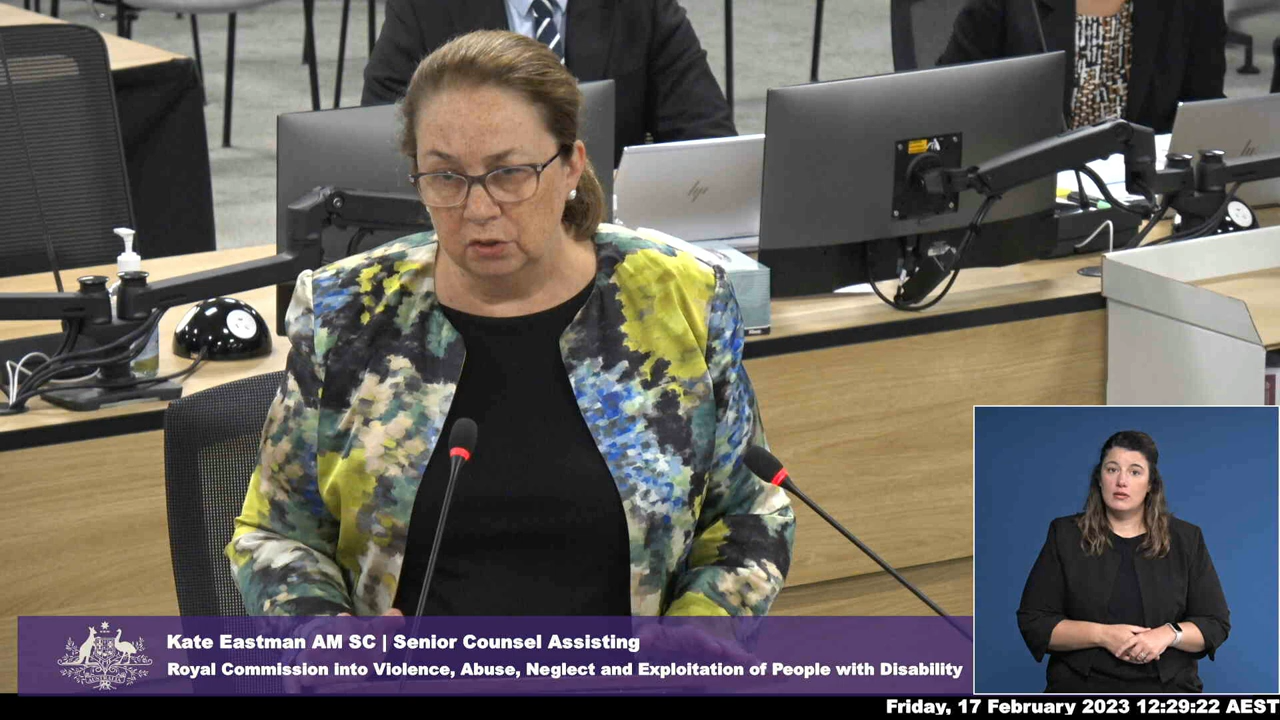 hp
Kate Eastman AM SC | Senior Counsel Assisting
Royal Commission into Violence, Abuse, Neglect and Exploitation of People with Disability
Friday, 17 February 2023 12:29:22 AEST